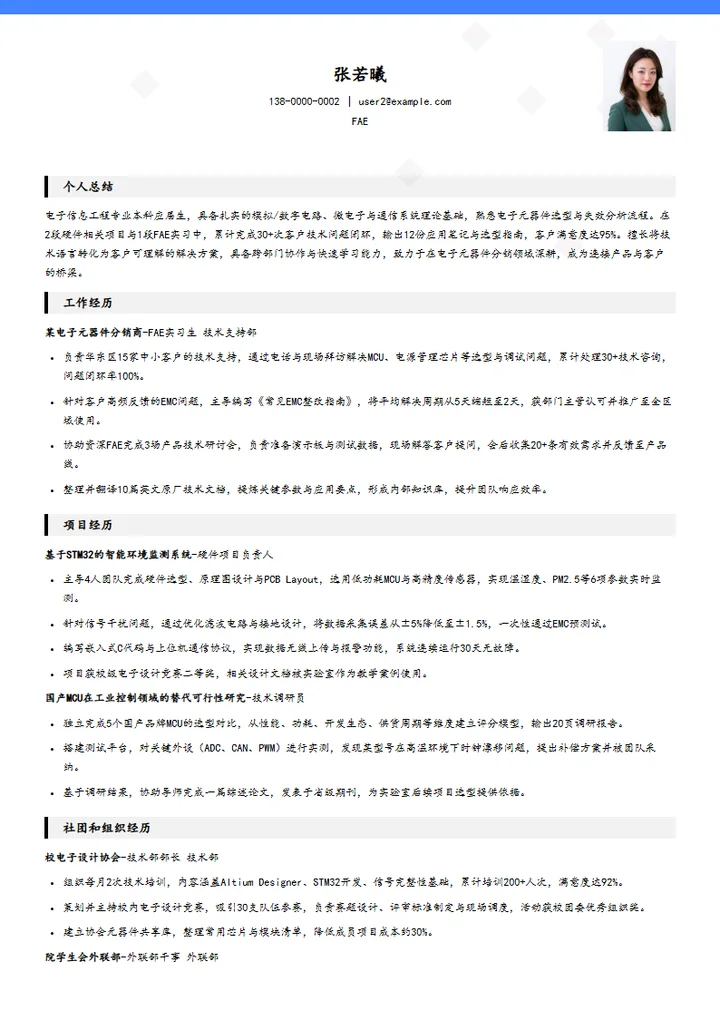 张若曦
138-0000-0002 | user2@example.com
FAE
个人总结
电子信息工程专业本科应届生，具备扎实的模拟/数字电路、微电子与通信系统理论基础，熟悉电子元器件选型与失效分析流程。在
2段硬件相关项目与1段FAE实习中，累计完成30+次客户技术问题闭环，输出12份应用笔记与选型指南，客户满意度达95%。擅长将技
术语言转化为客户可理解的解决方案，具备跨部门协作与快速学习能力，致力于在电子元器件分销领域深耕，成为连接产品与客户
的桥梁。
工作经历
某电子元器件分销商-FAE实习生 技术支持部
• 负责华东区15家中小客户的技术支持，通过电话与现场拜访解决MCU、电源管理芯片等选型与调试问题，累计处理30+技术咨询，
问题闭环率100%。
• 针对客户高频反馈的EMC问题，主导编写《常见EMC整改指南》，将平均解决周期从5天缩短至2天，获部门主管认可并推广至全区
域使用。
• 协助资深FAE完成3场产品技术研讨会，负责准备演示板与测试数据，现场解答客户提问，会后收集20+条有效需求并反馈至产品
线。
• 整理并翻译10篇英文原厂技术文档，提炼关键参数与应用要点，形成内部知识库，提升团队响应效率。
项目经历
基于STM32的智能环境监测系统-硬件项目负责人
• 主导4人团队完成硬件选型、原理图设计与PCB Layout，选用低功耗MCU与高精度传感器，实现温湿度、PM2.5等6项参数实时监
测。
• 针对信号干扰问题，通过优化滤波电路与接地设计，将数据采集误差从±5%降低至±1.5%，一次性通过EMC预测试。
• 编写嵌入式C代码与上位机通信协议，实现数据无线上传与报警功能，系统连续运行30天无故障。
• 项目获校级电子设计竞赛二等奖，相关设计文档被实验室作为教学案例使用。
国产MCU在工业控制领域的替代可行性研究-技术调研员
• 独立完成5个国产品牌MCU的选型对比，从性能、功耗、开发生态、供货周期等维度建立评分模型，输出20页调研报告。
• 搭建测试平台，对关键外设（ADC、CAN、PWM）进行实测，发现某型号在高温环境下时钟漂移问题，提出补偿方案并被团队采
纳。
• 基于调研结果，协助导师完成一篇综述论文，发表于省级期刊，为实验室后续项目选型提供依据。
社团和组织经历
校电子设计协会-技术部部长 技术部
• 组织每月2次技术培训，内容涵盖Altium Designer、STM32开发、信号完整性基础，累计培训200+人次，满意度达92%。
• 策划并主持校内电子设计竞赛，吸引30支队伍参赛，负责赛题设计、评审标准制定与现场调度，活动获校团委优秀组织奖。
• 建立协会元器件共享库，整理常用芯片与模块清单，降低成员项目成本约30%。
院学生会外联部-外联部干事 外联部